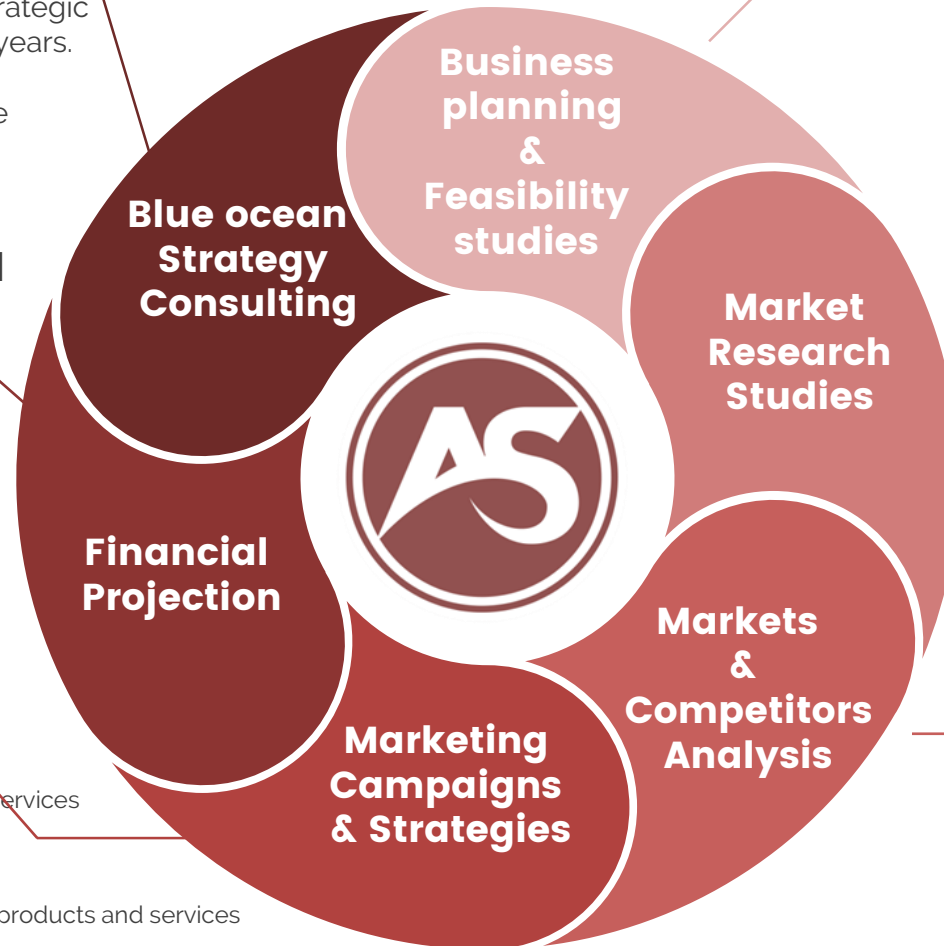 rategic
years.
e
Business
planning
&
Feasibility
studies
Blue ocean
Strategy
Consulting
Market
Research
Studies
AS
Financial
Projection
Markets
&
Competitors
Analysis
Marketing
Campaigns
& Strategies
ervices
products and services